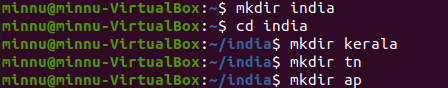 minnu@minnu-VirtualBox:~$ mkdir india
minnu@minnu-VirtualBox:~$ cd india
minnu@minnu-VirtualBox:~/india$ mkdir kerala
minnu@minnu-VirtualBox:~/india$ mkdir tn
minnu@minnu-VirtualBox:~/india$ mkdir ap